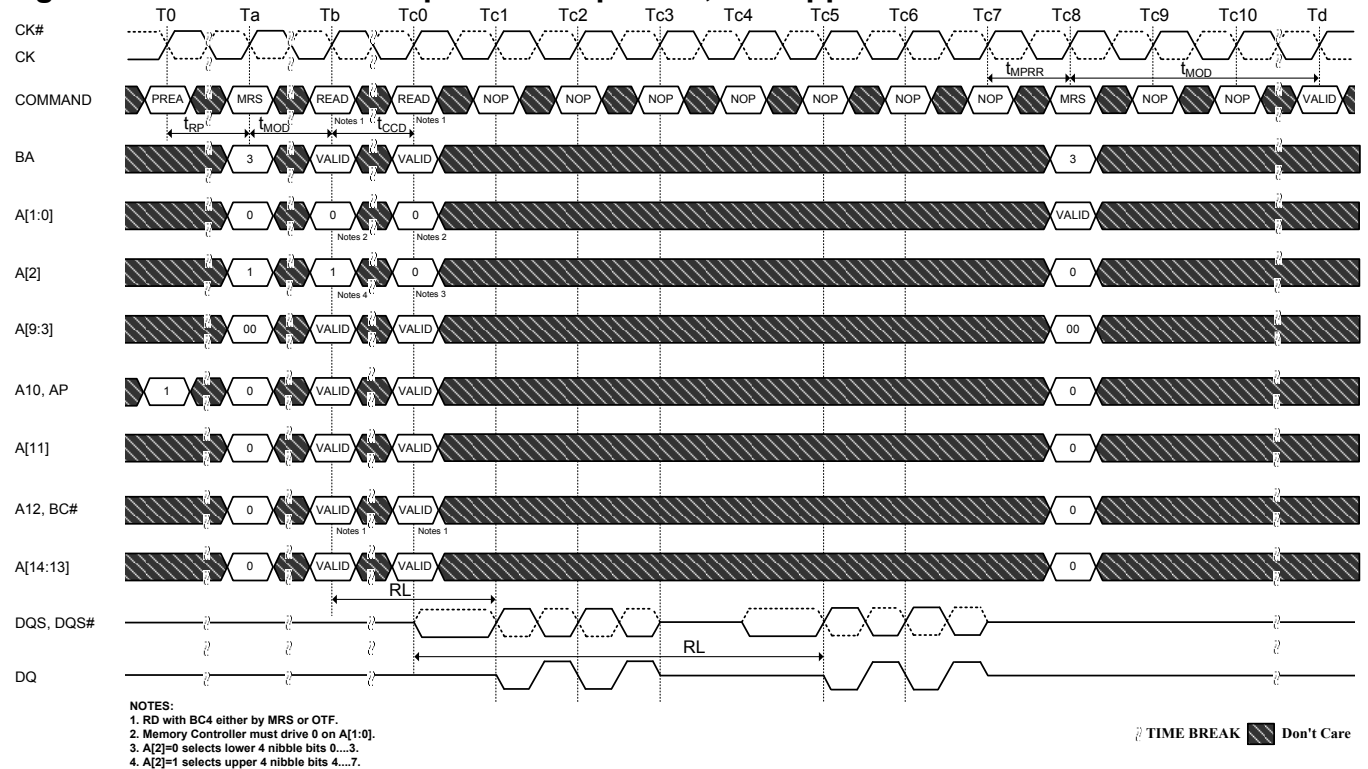 T0 Ta Tb Tc0 Tc1 Tc2 Tc3 Tc4 Tc5 Tc6 Tc7 Tc8 Tc9 Tc10 Td
CK#
CK
tMPRR tMOD
COMMAND PREA MRS READ READ NOP NOP NOP NOP NOP NOP NOP MRS NOP NOP VALID
Notes 1 Notes 1
tRP tMOD tCCD
BA 3 VALID VALID 3
A[1:0] 0 0 0 VALID
Notes 2 Notes 2
A[2] 1 1 0 0
Notes 4 Notes 3
A[9:3] 00 VALID VALID 00
A10, AP 1 0 VALID VALID 0
A[11] 0 VALID VALID 0
A12, BC# 0 VALID VALID 0
Notes 1 Notes 1
A[14:13] 0 VALID VALID 0
RL
DQS, DQS#
RL
DQ
NOTES:
1. RD with BC4 either by MRS or OTF.
2. Memory Controller must drive 0 on A[1:0].
3. A[2]=0 selects lower 4 nibble bits 0....3.
4. A[2]=1 selects upper 4 nibble bits 4....7.
TIME BREAK Don't Care